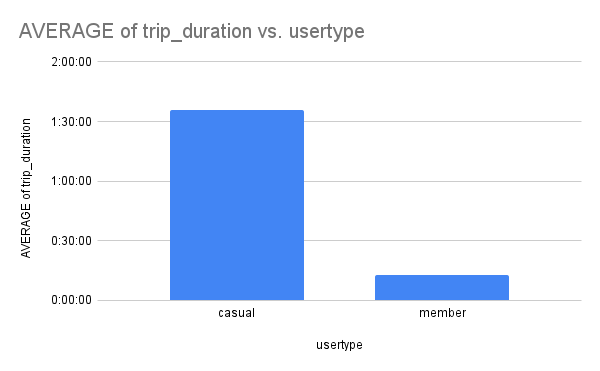 AVERAGE of trip_duration vs. usertype
AVERAGE of trip_duration
2:00:00
1:30:00
1:00:00
0:30:00
0:00:00
casual
member
usertype